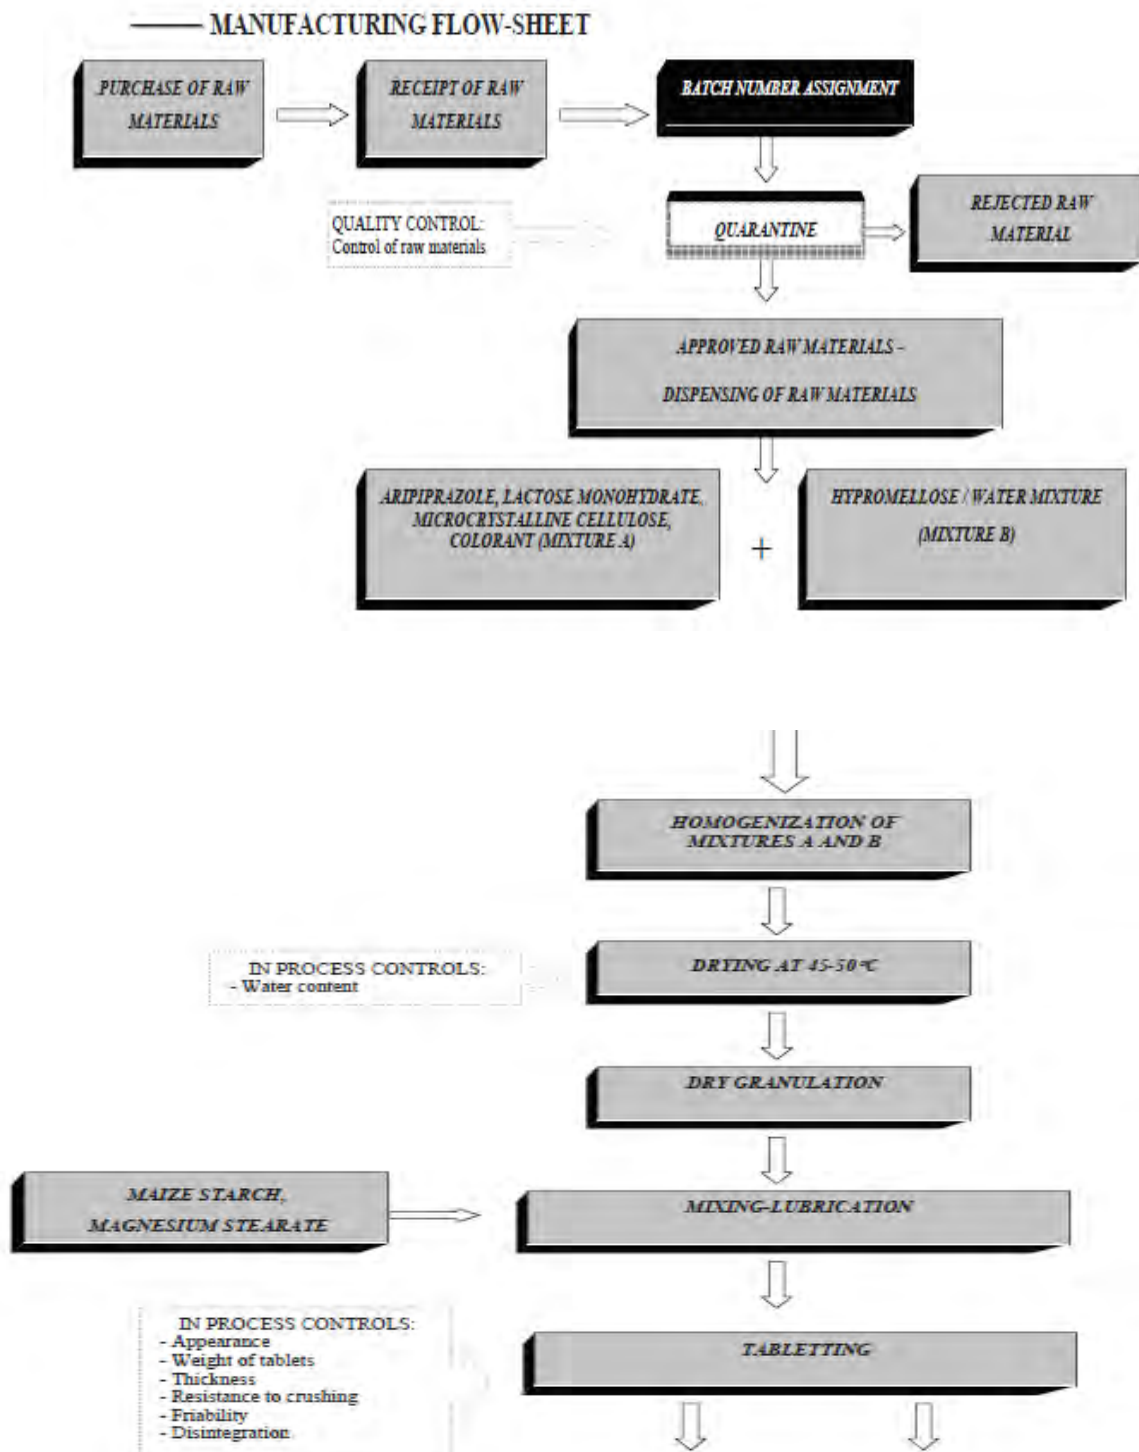 MANUFACTURING FLOW-SHEET
PURCHASE OF RAW
MATERIALS
RECEIPT OF RAW
MATERIALS
BATCH NUMBER ASSIGNMENT
QUALITY CONTROL:
Control of raw materials
QUARANTINE
REJECTED RAW
MATERIAL
APPROVED RAW MATERIALS –
DISPENSING OF RAW MATERIALS
ARIPIPRAZOLE, LACTOSE MONOHYDRATE,
MICROCRYSTALLINE CELLULOSE,
COLORANT (MIXTURE A)
+
HYPROMELLOSE / WATER MIXTURE
(MIXTURE B)
HOMOGENIZATION OF
MIXTURES A AND B
IN PROCESS CONTROLS:
- Water content
DRYING AT 45-50°C
DRY GRANULATION
MAIZE STARCH,
MAGNESIUM STEARATE
MIXING-LUBRICATION
IN PROCESS CONTROLS:
- Appearance
- Weight of tablets
- Thickness
- Resistance to crushing
- Friability
- Disintegration
TABLETTING